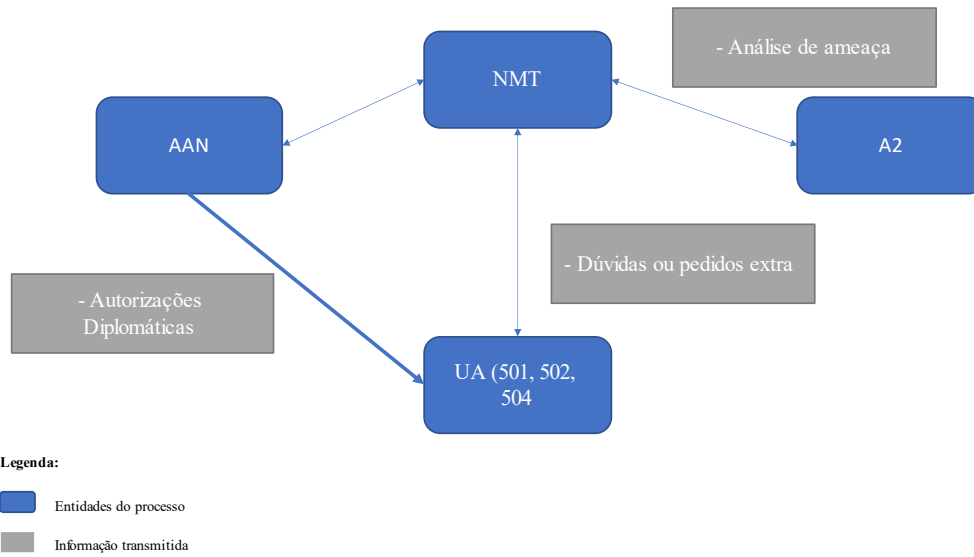 - Análise de ameaça
NMT
AAN
A2
- Dúvidas ou pedidos extra
- Autorizações
Diplomáticas
UA (501, 502,
504
Legenda:
Entidades do processo
Informação transmitida